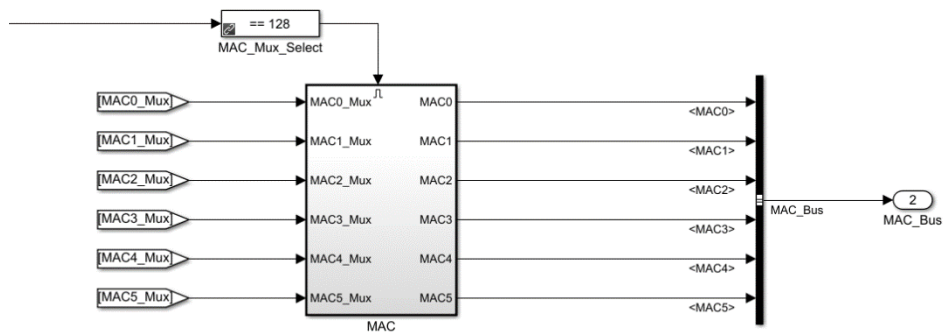 == 128
MAC_Mux_Select
[MAC0_Mux]
MAC0_Mux
MAC0
<MAC0>
[MAC1_Mux]
MAC1_Mux
MAC1
<MAC1>
[MAC2_Mux]
MAC2_Mux
MAC2
<MAC2>
[MAC3_Mux]
MAC3_Mux
MAC3
<MAC3>
[MAC4_Mux]
MAC4_Mux
MAC4
<MAC4>
[MAC5_Mux]
MAC5_Mux
MAC5
<MAC5>
MAC
MAC_Bus
2
MAC_Bus